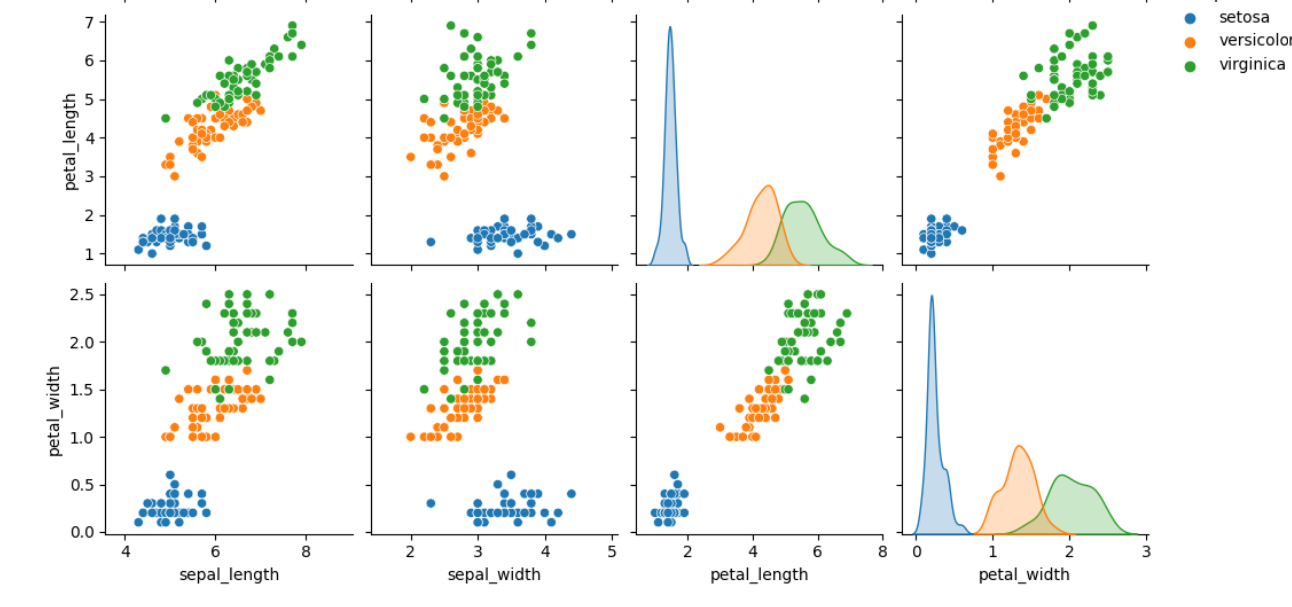 setosa
versicolor
virginica
petal_length
7
6
5
4
3
2
1
petal_width
2.5
2.0
1.5
1.0
0.5
0.0
4 6 8
2 3 4 5
2 4 6 8
0 1 2 3
sepal_length
sepal_width
petal_length
petal_width